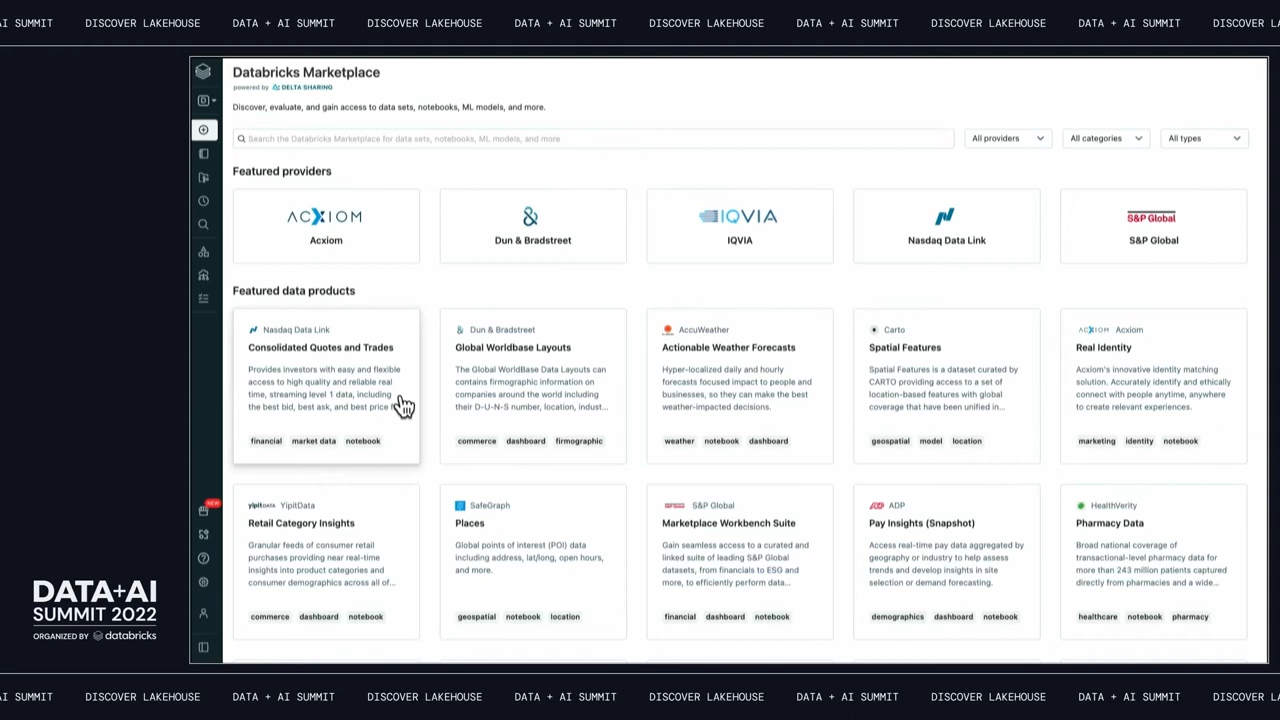 AI SUMMIT DISCOVER LAKEHOUSE DATA + AI SUMMIT DISCOVER LAKEHOUSE DATA + AI SUMMIT DISCOVER LAKEHOUSE DATA + AI SUMMIT DISCOVER LAKEHOUSE DATA + AI SUMMIT DISCOVER
Databricks Marketplace
powered by DELTA SHARING
Discover, evaluate, and gain access to data sets, notebooks, ML models, and more.
Search the Databricks Marketplace for data sets, notebooks, ML models, and more
All providers
All categories
All types
Featured providers
ACXIOM
Acxiom
Dun & Bradstreet
IQVIA
IQVIA
Nasdaq Data Link
S&P Global
S&P Global
Featured data products
Nasdaq Data Link
Consolidated Quotes and Trades
Provides investors with easy and flexible
access to high quality and reliable real
time, streaming level 1 data, including
the best bid, best ask, and best price
financial market data notebook
Dun & Bradstreet
Global Worldbase Layouts
The Global WorldBase Data Layouts can
contains firmographic information on
companies around the world including
their D-U-N-S number, location, indust...
commerce dashboard firmographic
AccuWeather
Actionable Weather Forecasts
Hyper-localized daily and hourly
forecasts focused impact to people and
businesses, so they can make the best
weather-impacted decisions.
weather notebook dashboard
Carto
Spatial Features
Spatial Features is a dataset curated by
CARTO providing access to a set of
location-based features with global
coverage that have been unified in...
geospatial model location
ACXIOM Acxiom
Real Identity
Acxiom's innovative identity matching
solution. Accurately identify and ethically
connect with people anytime, anywhere
to create relevant experiences.
marketing identity notebook
yipitDATA YipitData
Retail Category Insights
Granular feeds of consumer retail
purchases providing near real-time
insights into product categories and
consumer demographics across all of...
commerce dashboard notebook
SafeGraph
Places
Global points of interest (POI) data
including address, lat/long, open hours,
and more.
geospatial notebook location
S&P Global
Marketplace Workbench Suite
Gain seamless access to a curated and
linked suite of leading S&P Global
datasets, from financials to ESG and
more, to efficiently perform data...
financial dashboard notebook
ADP ADP
Pay Insights (Snapshot)
Access real-time pay data aggregated by
geography or industry to help assess
trends and develop insights in site
selection or demand forecasting.
demographics dashboard notebook
HealthVerity
Pharmacy Data
Broad national coverage of
transactional-level pharmacy data for
more than 243 million patients captured
directly from pharmacies and a wide...
healthcare notebook pharmacy
NEW
DATA+AI
SUMMIT 2022
ORGANIZED BY databricks
AI SUMMIT DISCOVER LAKEHOUSE DATA + AI SUMMIT DISCOVER LAKEHOUSE DATA + AI SUMMIT DISCOVER LAKEHOUSE DATA + AI SUMMIT DISCOVER LAKEHOUSE DATA + AI SUMMIT DISCOVER